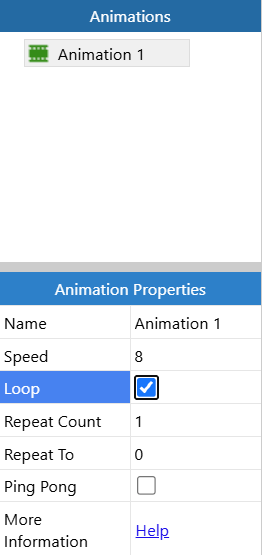 Animations
Animation 1
Animation Properties
Name Animation 1
Speed 8
Loop
Repeat Count 1
Repeat To 0
Ping Pong
More
Information Help